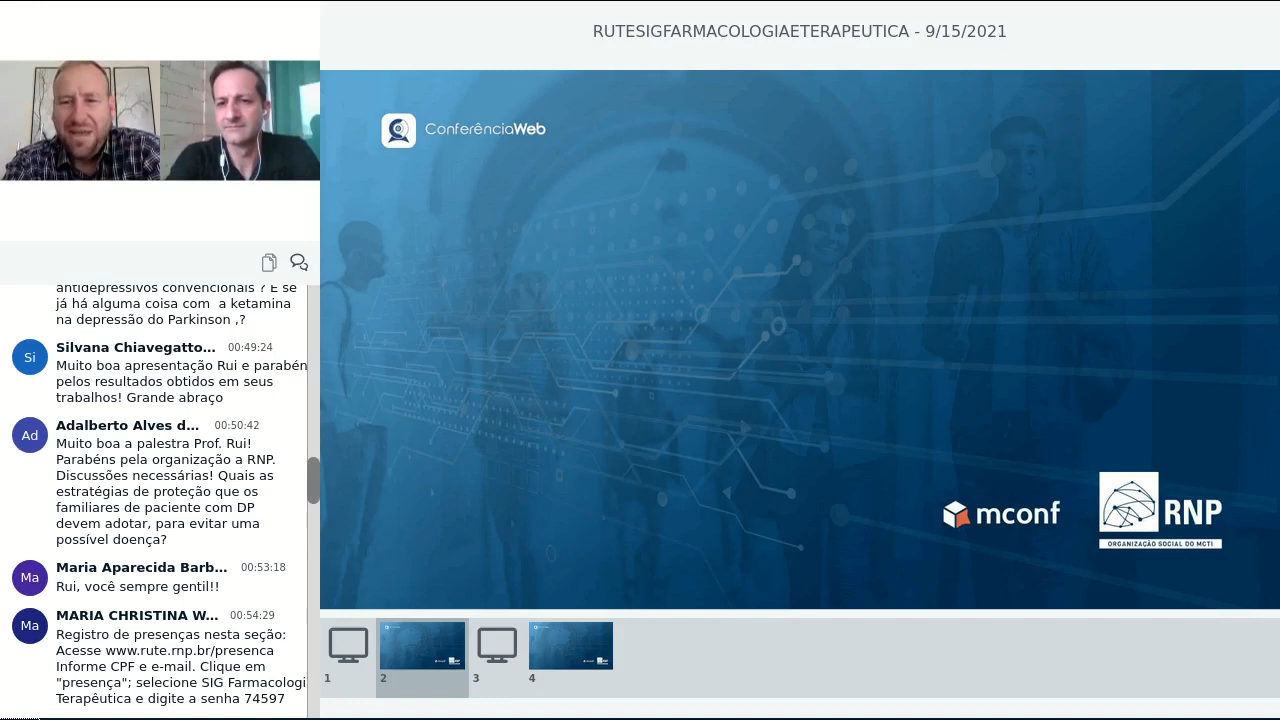 RUTESIGFARMACOLOGIAETERAPEUTICA - 9/15/2021
ConferênciaWeb
antidepressivos convencionais ? E se
já há alguma coisa com a ketamina
na depressão do Parkinson ,?
Si
Silvana Chiavegatto... 00:49:24
Muito boa apresentação Rui e parabén
pelos resultados obtidos em seus
trabalhos! Grande abraço
Ad
Adalberto Alves d... 00:50:42
Muito boa a palestra Prof. Rui!
Parabéns pela organização a RNP.
Discussões necessárias! Quais as
estratégias de proteção que os
familiares de paciente com DP
devem adotar, para evitar uma
possível doença?
Ma
Maria Aparecida Barb... 00:53:18
Rui, você sempre gentil!!
Ma
MARIA CHRISTINA W... 00:54:29
Registro de presenças nesta seção:
Acesse www.rute.rnp.br/presenca
Informe CPF e e-mail. Clique em
"presença"; selecione SIG Farmacologi
Terapêutica e digite a senha 74597
mconf
RNP
ORGANIZAÇÃO SOCIAL DO MCTI
1
2
3
4